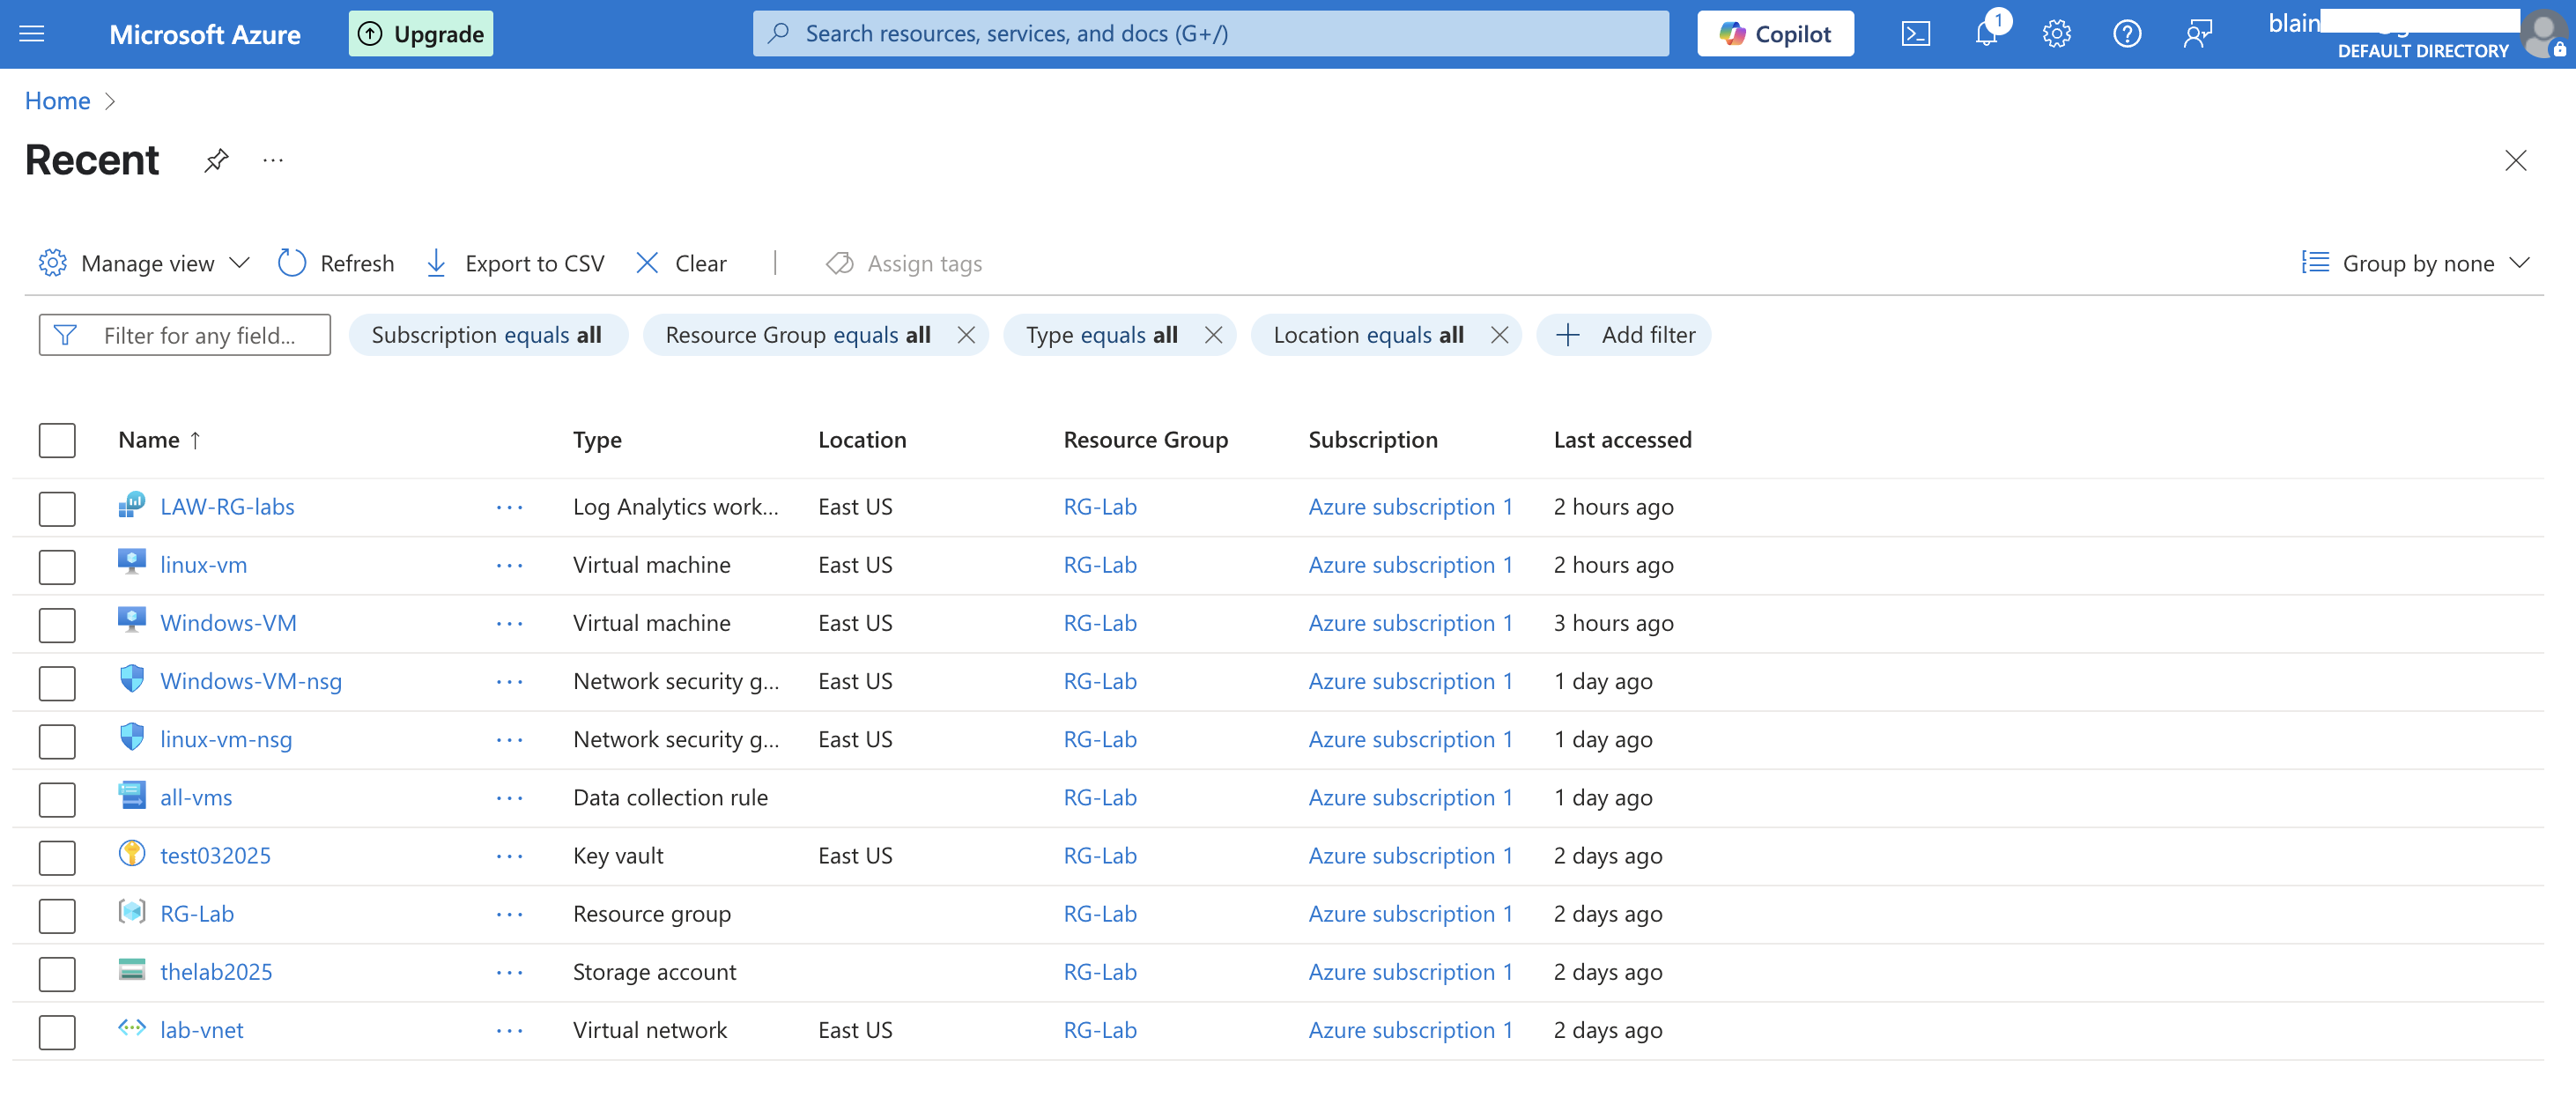 Microsoft Azure Upgrade Search resources, services, and docs (G+/) Copilot 1 blain
DEFAULT DIRECTORY
Home
Recent ...
Manage view Refresh Export to CSV Clear | Assign tags Group by none
Filter for any field... Subscription equals all Resource Group equals all Type equals all Location equals all Add filter
Name ↑ Type Location Resource Group Subscription Last accessed
LAW-RG-labs ... Log Analytics work... East US RG-Lab Azure subscription 1 2 hours ago
linux-vm ... Virtual machine East US RG-Lab Azure subscription 1 2 hours ago
Windows-VM ... Virtual machine East US RG-Lab Azure subscription 1 3 hours ago
Windows-VM-nsg ... Network security g... East US RG-Lab Azure subscription 1 1 day ago
linux-vm-nsg ... Network security g... East US RG-Lab Azure subscription 1 1 day ago
all-vms ... Data collection rule RG-Lab Azure subscription 1 1 day ago
test032025 ... Key vault East US RG-Lab Azure subscription 1 2 days ago
RG-Lab ... Resource group RG-Lab Azure subscription 1 2 days ago
thelab2025 ... Storage account RG-Lab Azure subscription 1 2 days ago
lab-vnet ... Virtual network East US RG-Lab Azure subscription 1 2 days ago